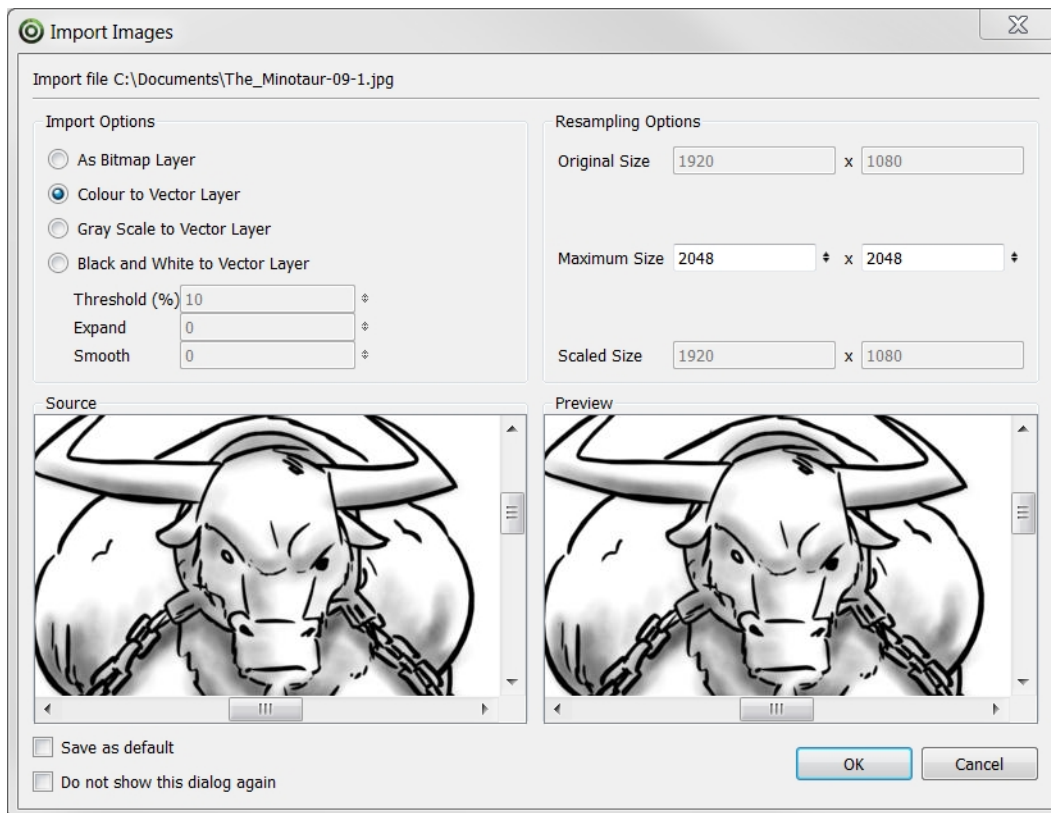 Import Images
Import file C:\Documents\The_Minotaur-09-1.jpg
Import Options
As Bitmap Layer
Colour to Vector Layer
Gray Scale to Vector Layer
Black and White to Vector Layer
Threshold (%) 10
Expand 0
Smooth 0
Resampling Options
Original Size 1920 x 1080
Maximum Size 2048 x 2048
Scaled Size 1920 x 1080
Source
Preview
Save as default
Do not show this dialog again
OK
Cancel